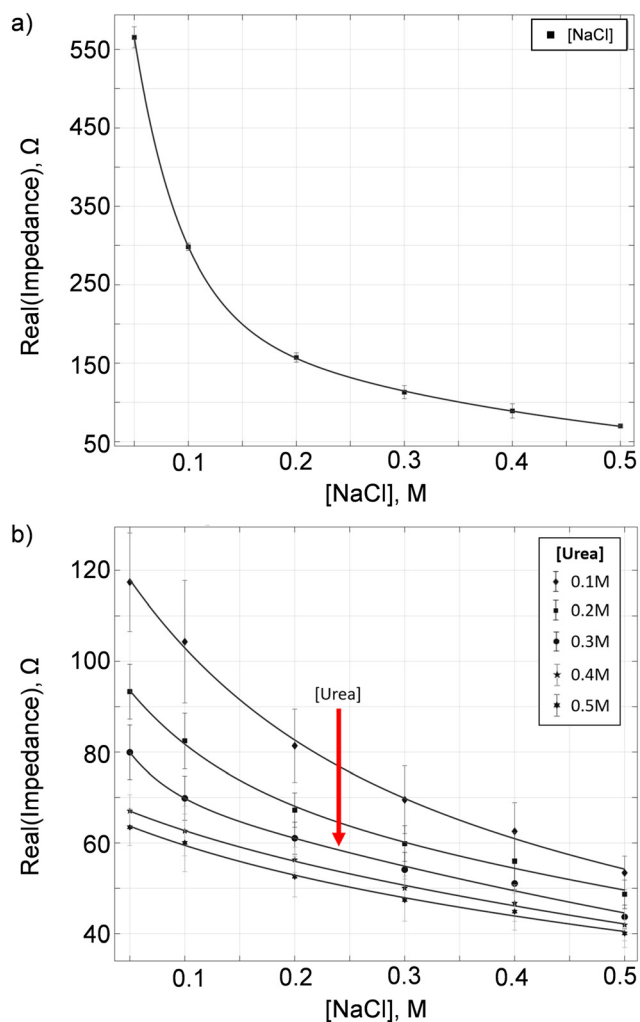 a)
[NaCl]
Real(Impedance), Ω
550
450
350
250
150
50
0.1
0.2
0.3
0.4
0.5
[NaCl], M
b)
[Urea]
0.1M
0.2M
0.3M
0.4M
0.5M
[Urea]
Real(Impedance), Ω
120
100
80
60
40
0.1
0.2
0.3
0.4
0.5
[NaCl], M